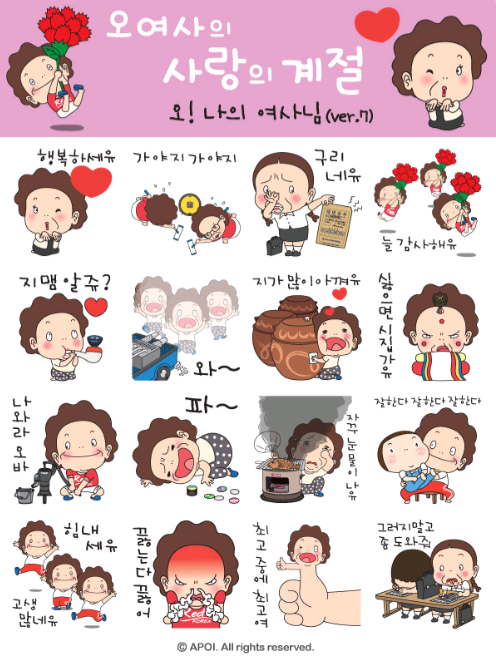 오여사의
사랑의 계절
오! 나의 여사님(ver.7)
행복하세유
가야지 가야지
구리
네유
늘 감사해유
지맴 알쥬?
와~
지가 많이 아껴유
싫으면 시집가유
나와라 오바
파~
자꾸 눈물이 나유
잘한다 잘한다 잘한다
힘내
세유
고생
많네유
끓는다 끓어
Red
최고 중에 최고여
그러지말고
좀 도와줘
© APOI. All rights reserved.